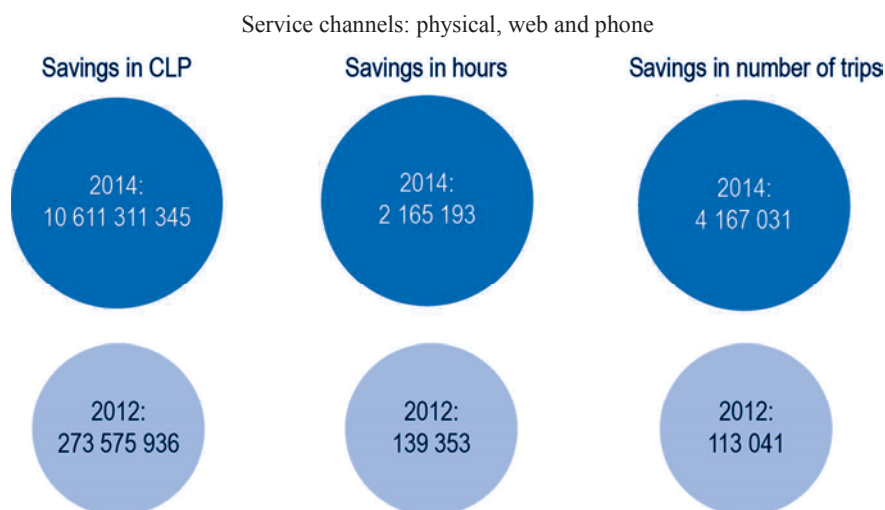 Service channels: physical, web and phone
Savings in CLP
Savings in hours
Savings in number of trips
2014:
10 611 311 345
2014:
2 165 193
2014:
4 167 031
2012:
273 575 936
2012:
139 353
2012:
113 041